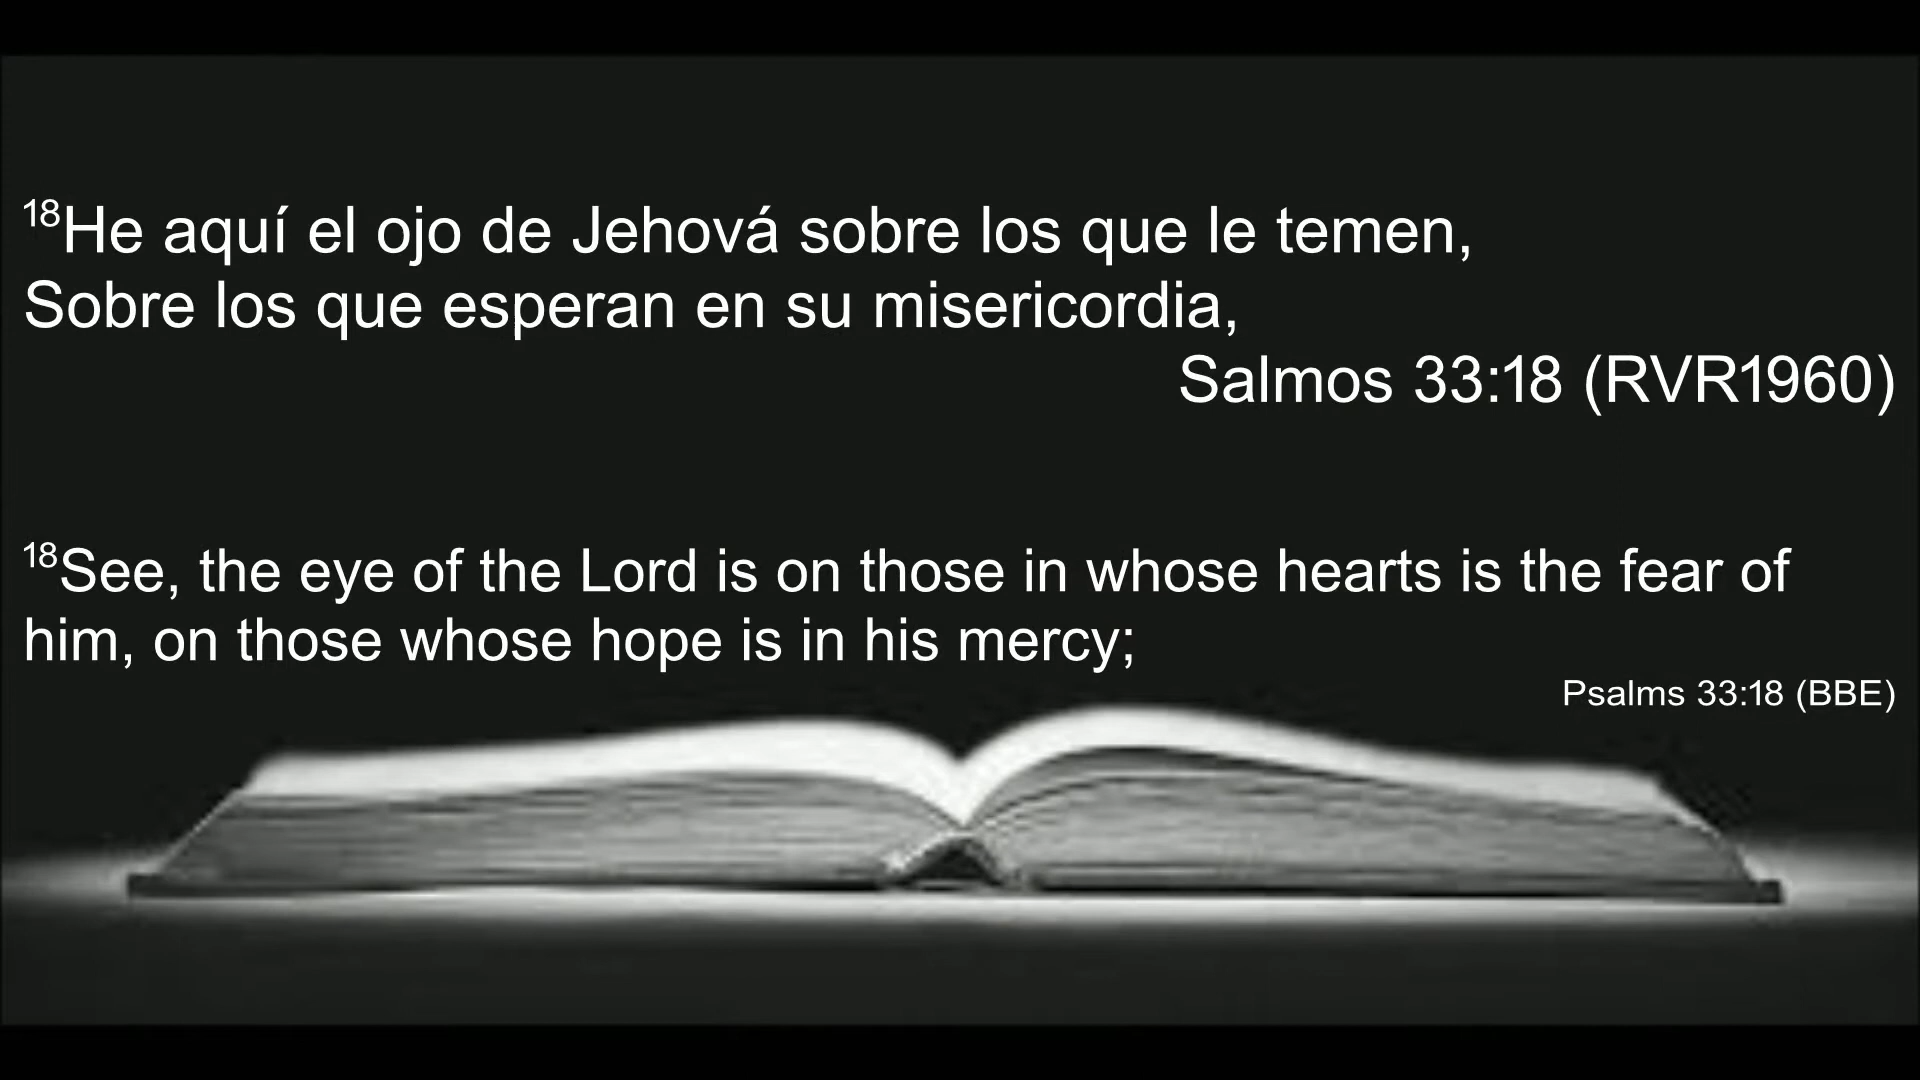 18He aquí el ojo de Jehová sobre los que le temen,
Sobre los que esperan en su misericordia,
Salmos 33:18 (RVR1960)
18See, the eye of the Lord is on those in whose hearts is the fear of
him, on those whose hope is in his mercy;
Psalms 33:18 (BBE)